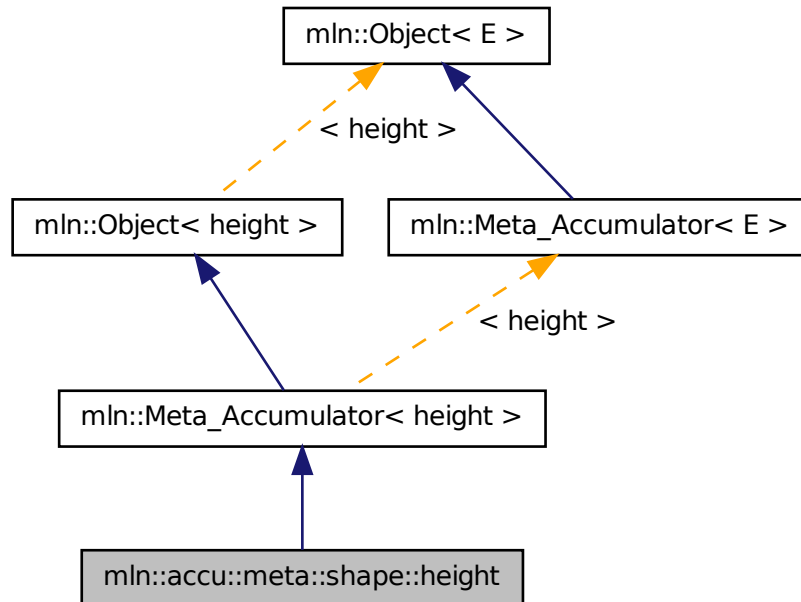 mln::Object< E >
< height >
mln::Object< height >
mln::Meta_Accumulator< E >
< height >
mln::Meta_Accumulator< height >
mln::accu::meta::shape::height